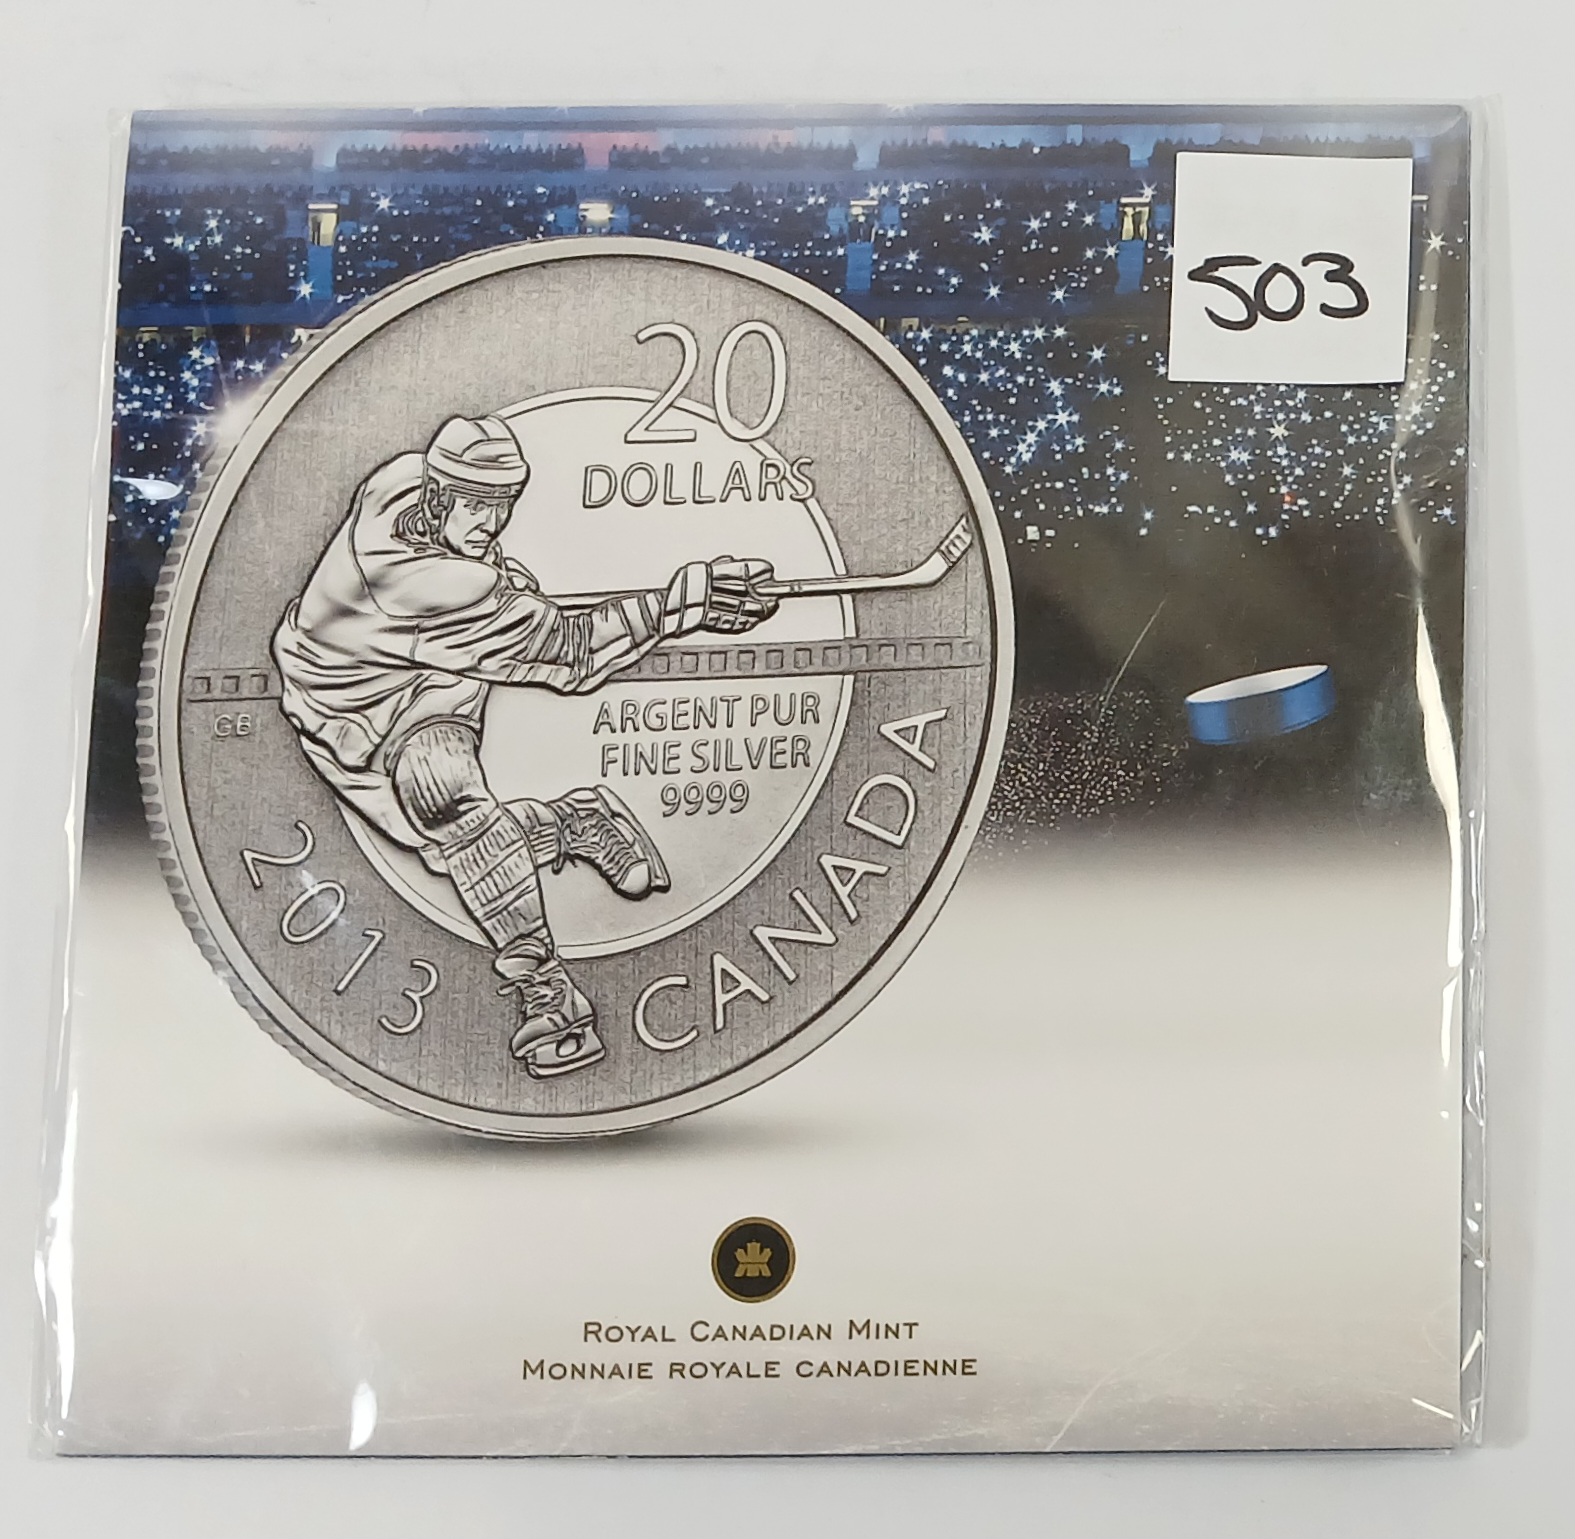 503
20
DOLLARS
ARGENT PUR
FINE SILVER
9999
GB
2013
CANADA
ROYAL CANADIAN MINT
MONNAIE ROYALE CANADIENNE